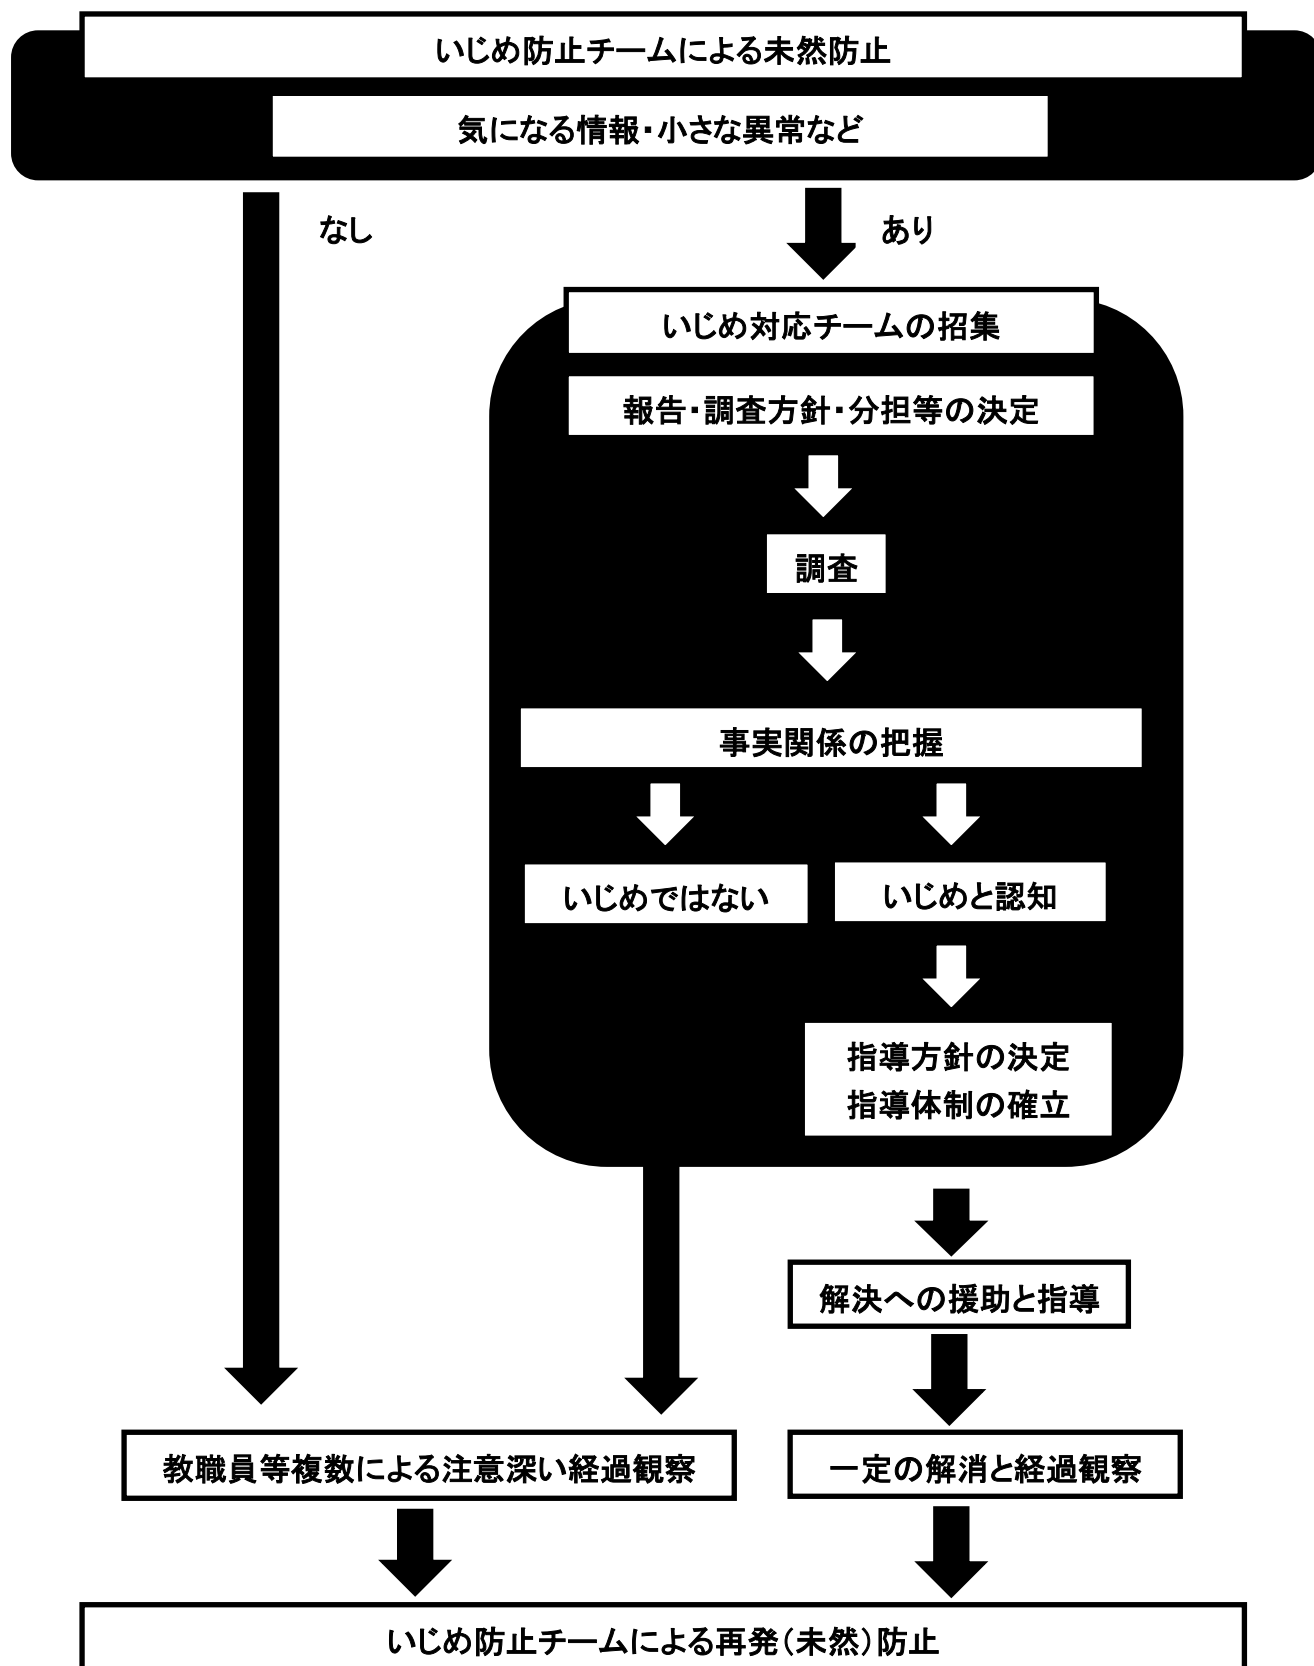 いじめ防止チームによる未然防止
気になる情報・小さな異常など
なし
あり
いじめ対応チームの招集
報告・調査方針・分担等の決定
調査
事実関係の把握
いじめではない
いじめと認知
指導方針の決定
指導体制の確立
解決への援助と指導
教職員等複数による注意深い経過観察
一定の解消と経過観察
いじめ防止チームによる再発（未然）防止